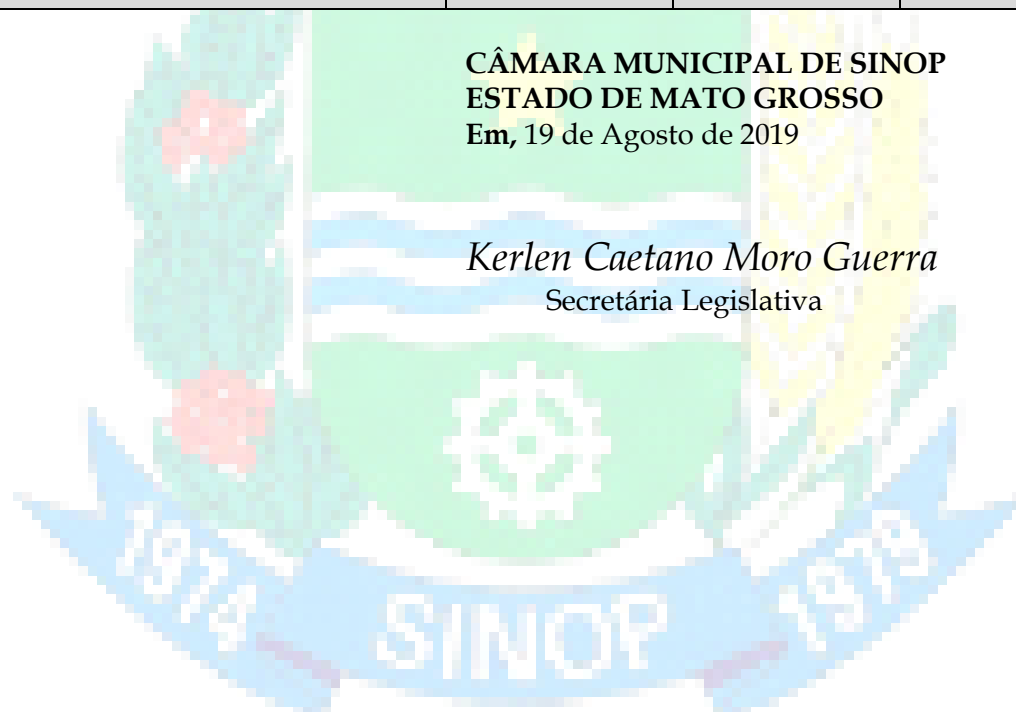 CÂMARA MUNICIPAL DE SINOP
ESTADO DE MATO GROSSO
Em, 19 de Agosto de 2019
Kerlen Caetano Moro Guerra
Secretária Legislativa
1974
SINOP
1979